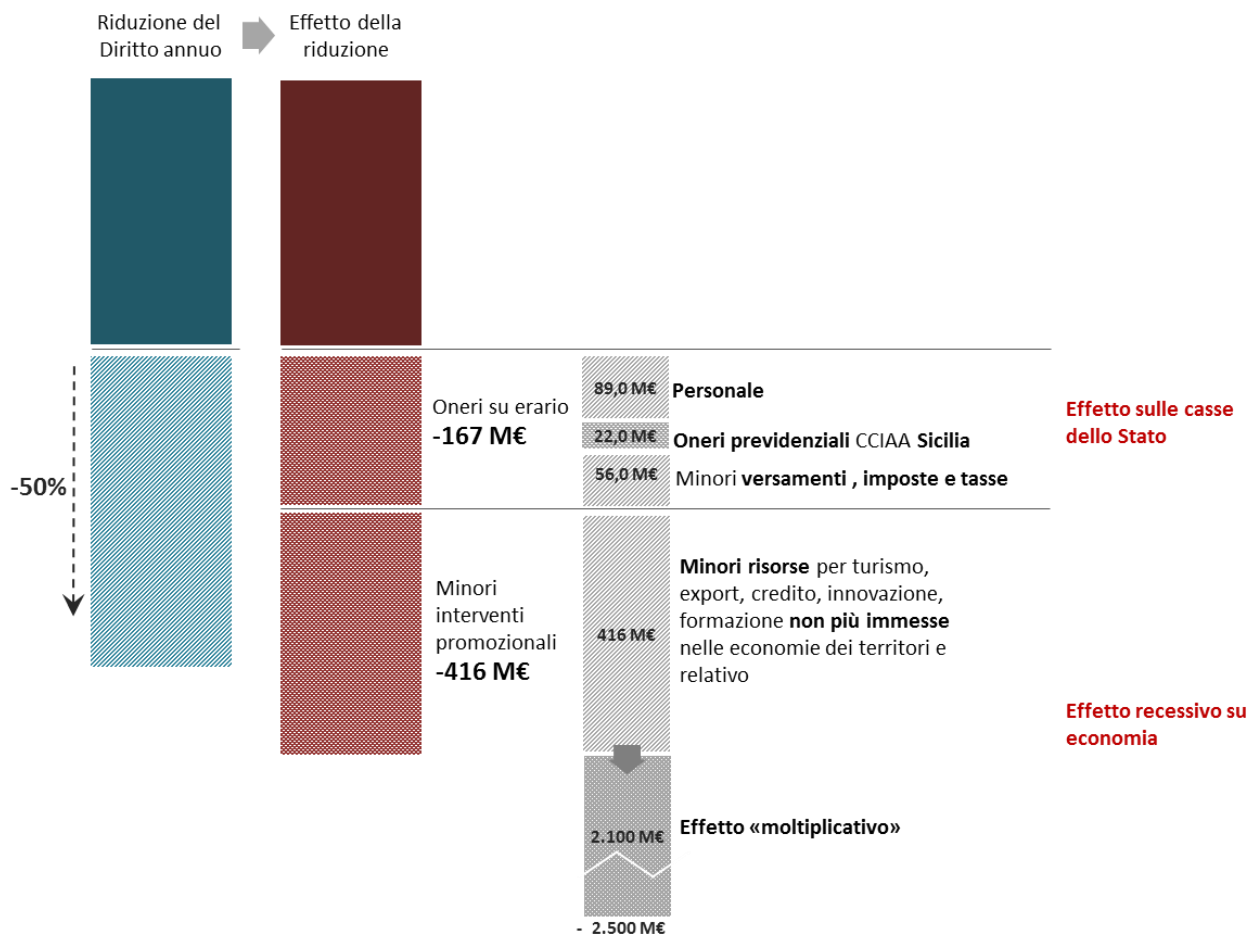 Riduzione del
Diritto annuo
Effetto della
riduzione
-50%
Oneri su erario
-167 M€
89,0 M€
Personale
22,0 M€
Oneri previdenziali CCIAA Sicilia
56,0 M€
Minori versamenti , imposte e tasse
Effetto sulle casse
dello Stato
Minori
interventi
promozionali
-416 M€
416 M€
Minori risorse per turismo,
export, credito, innovazione,
formazione non più immesse
nelle economie dei territori e
relativo
Effetto recessivo su
economia
2.100 M€
Effetto «moltiplicativo»
- 2.500 M€